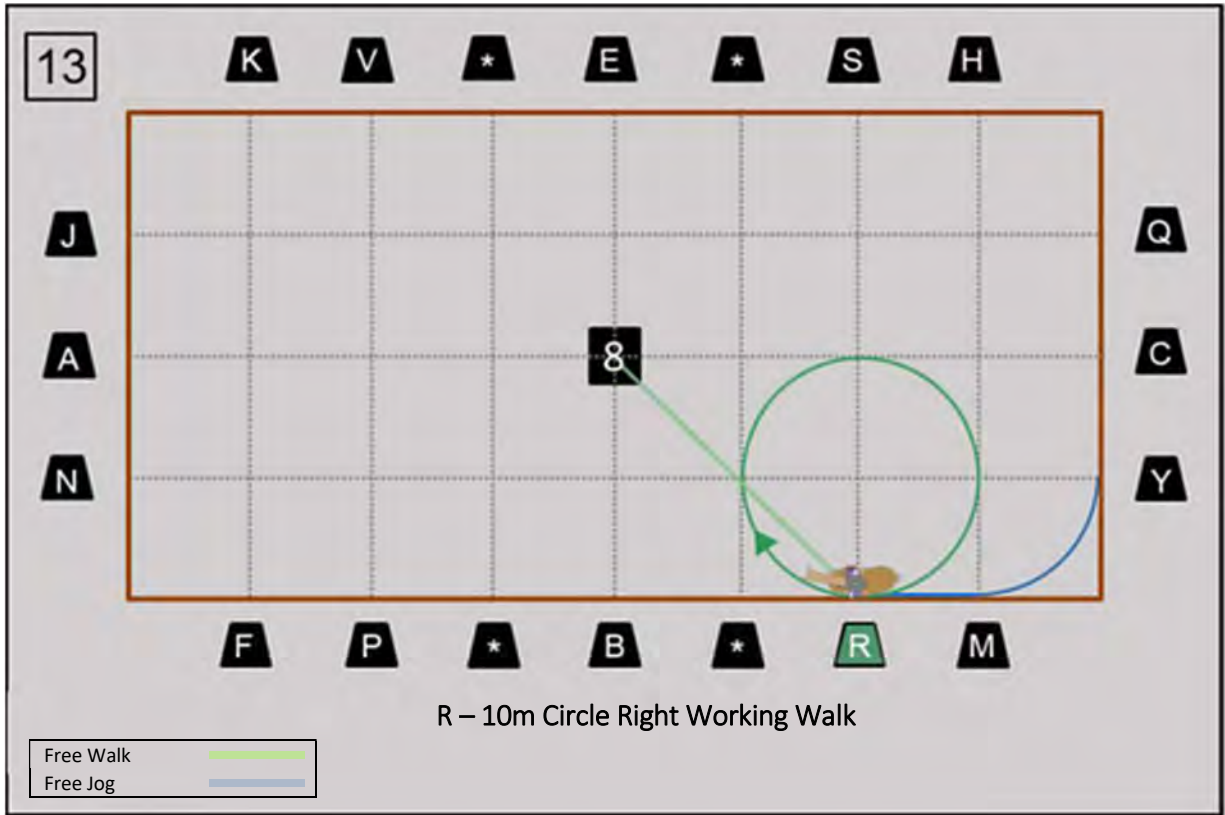 13
K V * E * S H
J Q
A 8 C
N Y
F P * B * R M
R – 10m Circle Right Working Walk
Free Walk
Free Jog